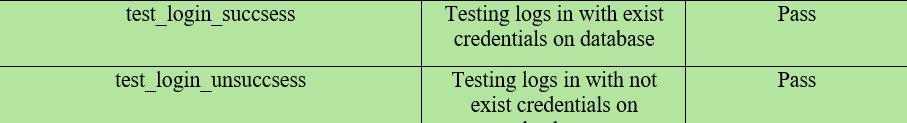 test_login_succsess
Testing logs in with exist
credentials on database
Pass
test_login_unsuccsess
Testing logs in with not
exist credentials on
Pass